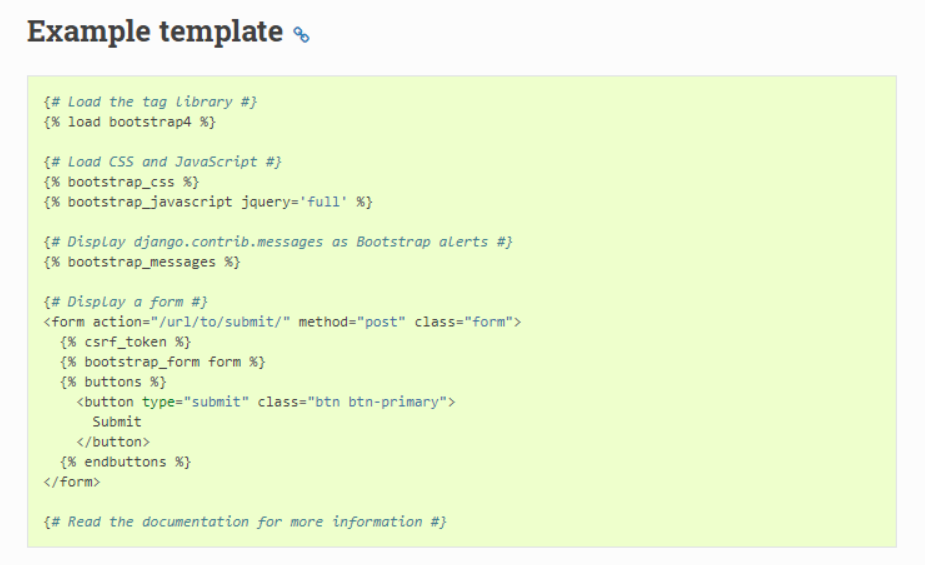 Example template
{# Load the tag library #}
{% load bootstrap4 %}
{# Load CSS and JavaScript #}
{% bootstrap_css %}
{% bootstrap_javascript jquery='full' %}
{# Display django.contrib.messages as Bootstrap alerts #}
{% bootstrap_messages %}
{# Display a form #}
<form action="/url/to/submit/" method="post" class="form">
  {% csrf_token %}
  {% bootstrap_form form %}
  {% buttons %}
    <button type="submit" class="btn btn-primary">
      Submit
    </button>
  {% endbuttons %}
</form>
{# Read the documentation for more information #}